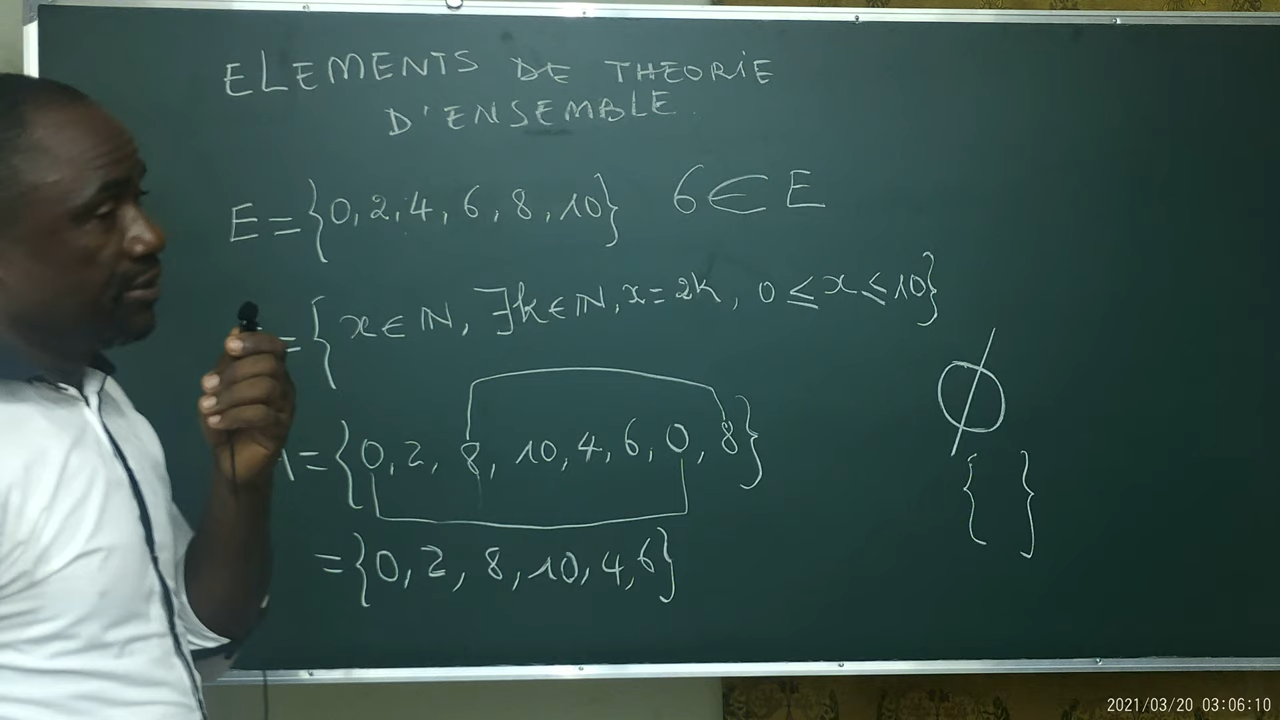 ELEMENTS DE THEORIE
D'ENSEMBLE.
E = {0, 2, 4, 6, 8, 10} 6 ∈ E
= {x ∈ ℕ, ∃k ∈ ℕ, x = 2k, 0 ≤ x ≤ 10}
= {0, 2, 8, 10, 4, 6, 0, 8}
= {0, 2, 8, 10, 4, 6}
∅
{ }
2021/03/20 03:06:10